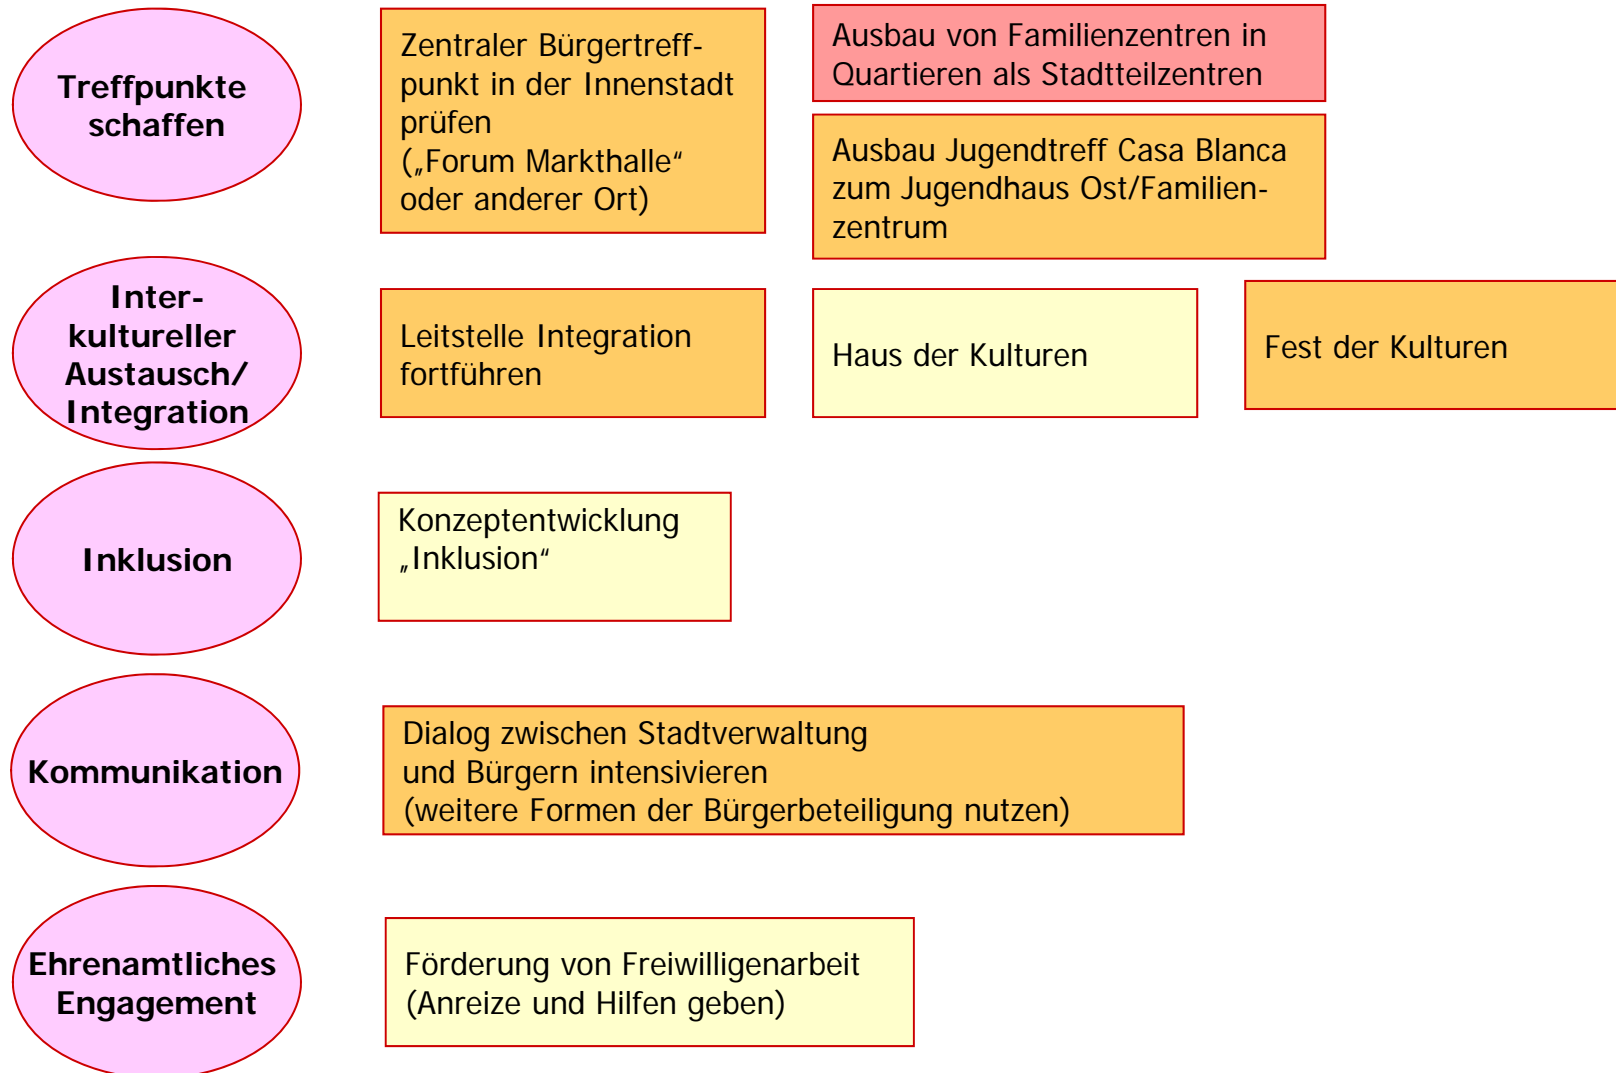 Treffpunkte
schaffen
Zentraler Bürgertreff-
punkt in der Innenstadt
prüfen
(„Forum Markthalle“
oder anderer Ort)
Ausbau von Familienzentren in
Quartieren als Stadtteilzentren
Ausbau Jugendtreff Casa Blanca
zum Jugendhaus Ost/Familien-
zentrum
Inter-
kultureller
Austausch/
Integration
Leitstelle Integration
fortführen
Haus der Kulturen
Fest der Kulturen
Inklusion
Konzeptentwicklung
„Inklusion“
Kommunikation
Dialog zwischen Stadtverwaltung
und Bürgern intensivieren
(weitere Formen der Bürgerbeteiligung nutzen)
Ehrenamtliches
Engagement
Förderung von Freiwilligenarbeit
(Anreize und Hilfen geben)